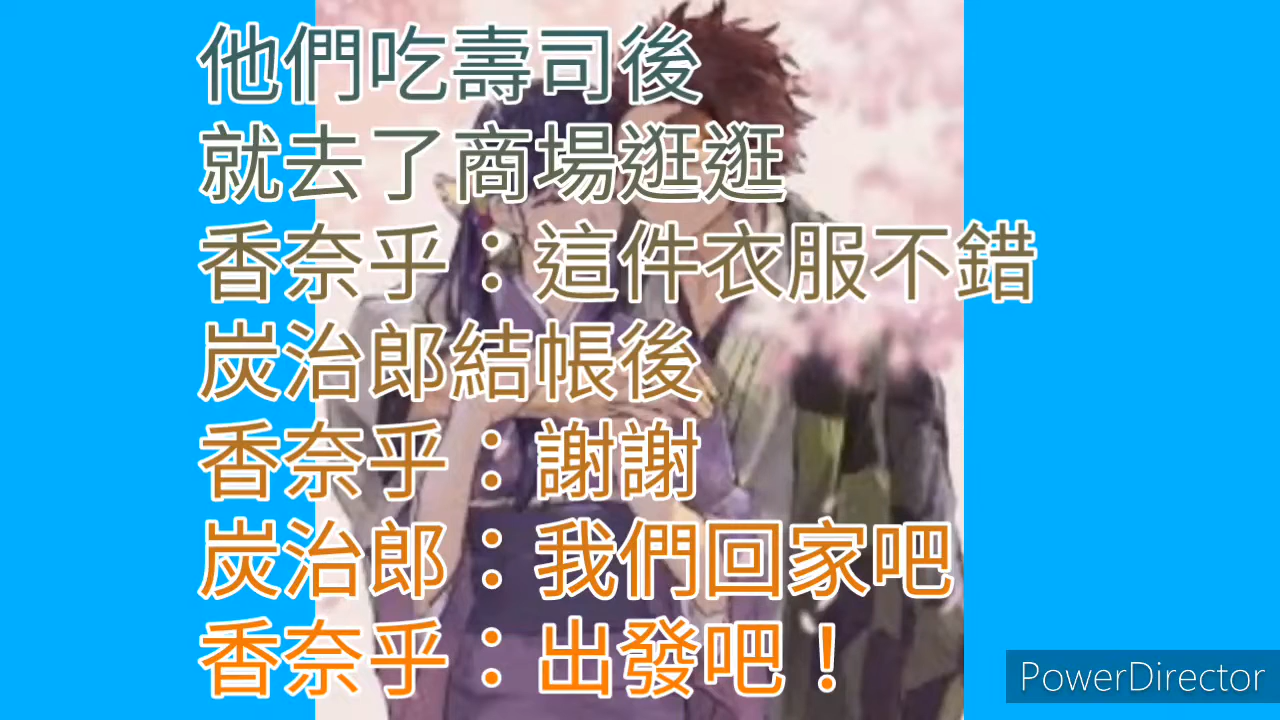 他們吃壽司後
就去了商場逛逛
香奈乎：這件衣服不錯
炭治郎結帳後
香奈乎：謝謝
炭治郎：我們回家吧
香奈乎：出發吧！
PowerDirector